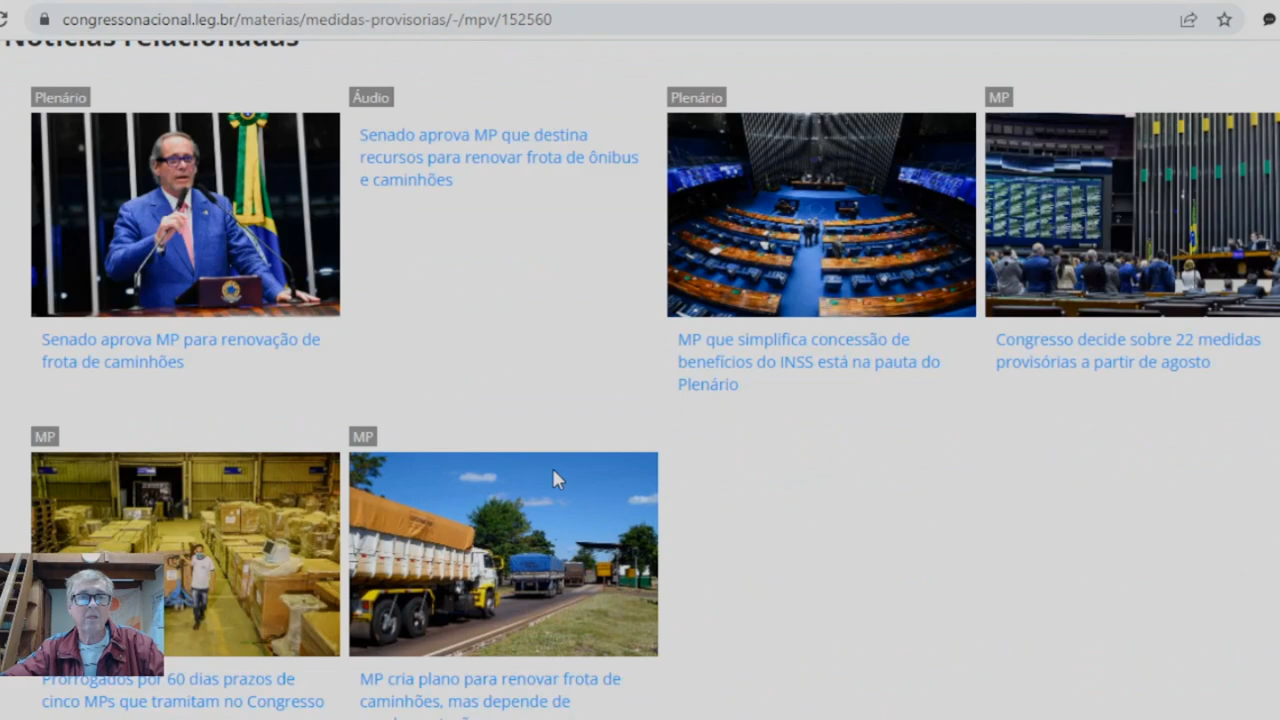 congressonacional.leg.br/materias/medidas-provisorias/-/mpv/152560
Notícias relacionadas
Plenário
Senado aprova MP para renovação de
frota de caminhões
Áudio
Senado aprova MP que destina
recursos para renovar frota de ônibus
e caminhões
Plenário
MP que simplifica concessão de
benefícios do INSS está na pauta do
Plenário
MP
Congresso decide sobre 22 medidas
provisórias a partir de agosto
MP
Prorrogados por 60 dias prazos de
cinco MPs que tramitam no Congresso
MP
MP cria plano para renovar frota de
caminhões, mas depende de